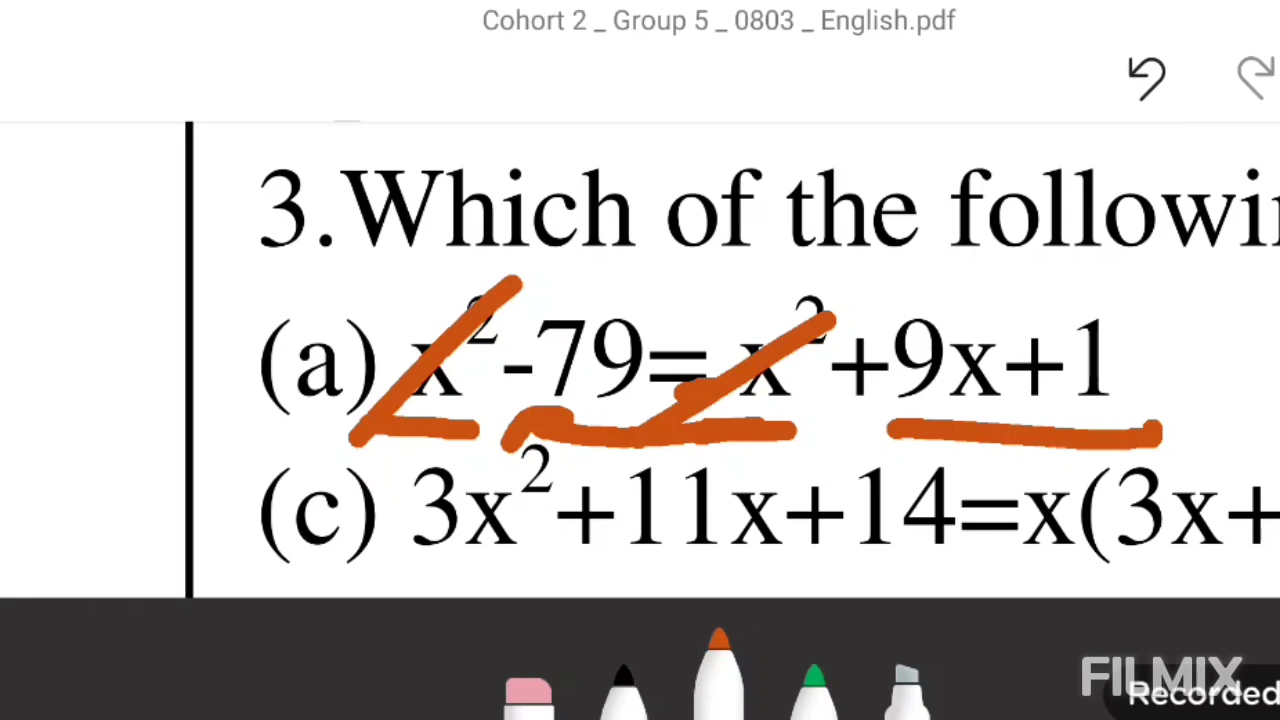 Cohort 2 _ Group 5 _ 0803 _ English.pdf
3.Which of the
(a) x²-79= x²+9x+1
(c) 3x²+11x+14=x(3x+
FILMIX
Recorded